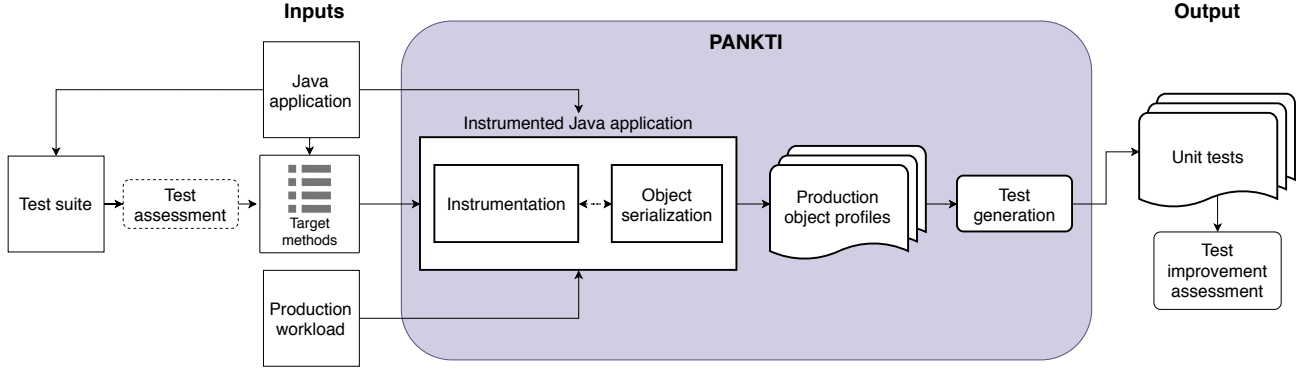 Inputs
PANKTI
Output
Java
application
Instrumented Java application
Test suite
Test
assessment
Target
methods
Instrumentation
Object
serialization
Production
object profiles
Test
generation
Unit tests
Test
improvement
assessment
Production
workload